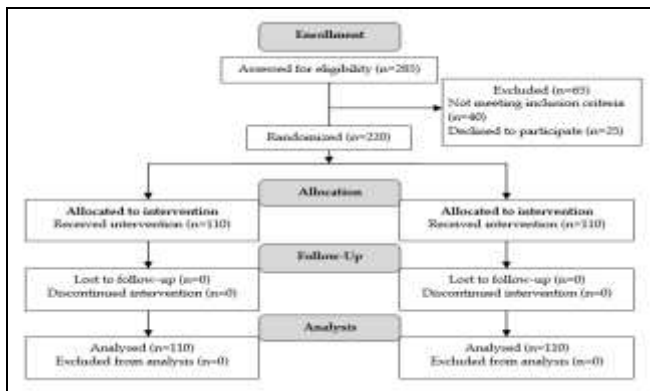 Enrollment
Assessed for eligibility (n=285)
Excluded (n=65)
Not meeting inclusion criteria
(n=40)
Declined to participate (n=25)
Randomized (n=220)
Allocation
Allocated to intervention
Received intervention (n=110)
Allocated to intervention
Received intervention (n=110)
Follow-Up
Lost to follow-up (n=0)
Discontinued intervention (n=0)
Lost to follow-up (n=0)
Discontinued intervention (n=0)
Analysis
Analysed (n=110)
Excluded from analysis (n=0)
Analysed (n=110)
Excluded from analysis (n=0)